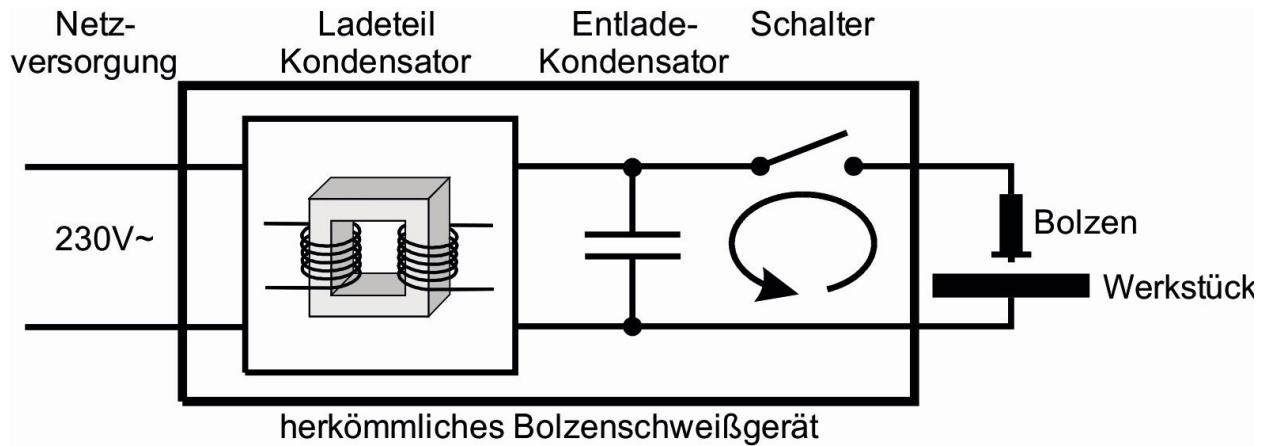 Netz-
versorgung
Ladeteil
Kondensator
Entlade-
Kondensator
Schalter
230V~
Bolzen
Werkstück
herkömmliches Bolzenschweißgerät